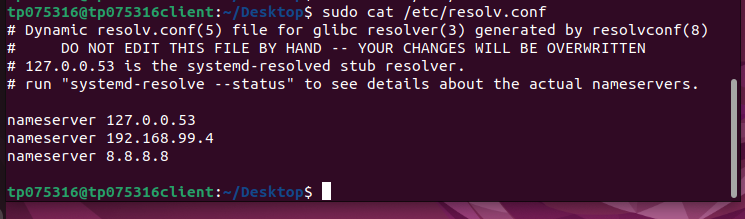 tp075316@tp075316client:~/Desktop$ sudo cat /etc/resolv.conf
# Dynamic resolv.conf(5) file for glibc resolver(3) generated by resolvconf(8)
#     DO NOT EDIT THIS FILE BY HAND -- YOUR CHANGES WILL BE OVERWRITTEN
# 127.0.0.53 is the systemd-resolved stub resolver.
# run "systemd-resolve --status" to see details about the actual nameservers.
nameserver 127.0.0.53
nameserver 192.168.99.4
nameserver 8.8.8.8
tp075316@tp075316client:~/Desktop$